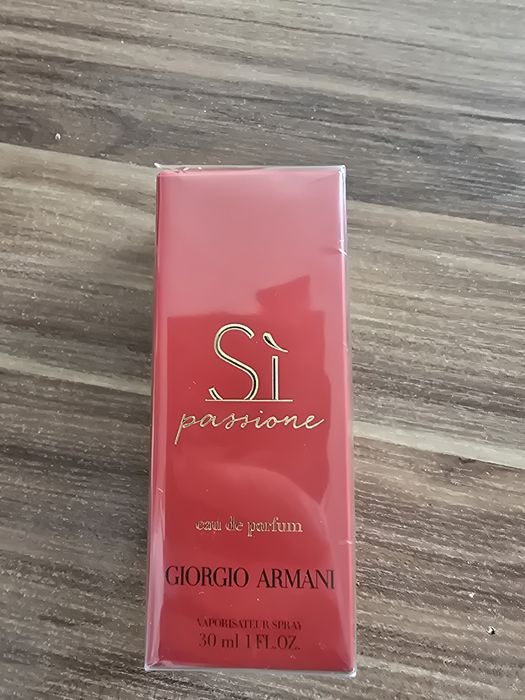 Sì
passione
eau de parfum
GIORGIO ARMANI
VAPORISATEUR SPRAY
30 ml 1 FL.OZ.